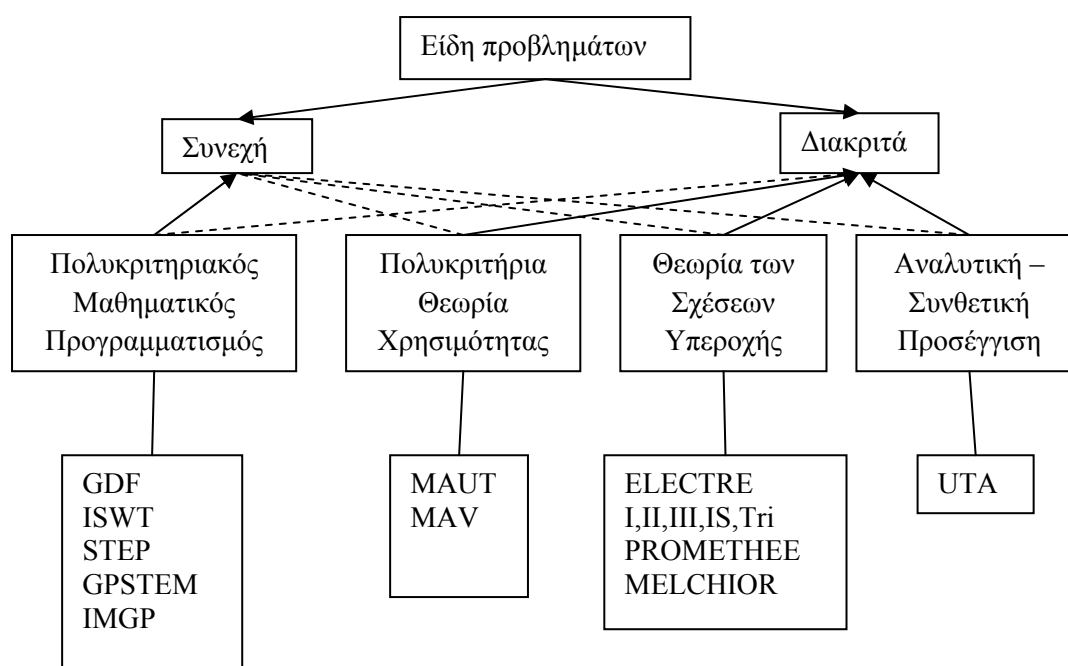 Είδη προβλημάτων
Συνεχή
Διακριτά
Πολυκριτηριακός
Μαθηματικός
Προγραμματισμός
Πολυκριτήρια
Θεωρία
Χρησιμότητας
Θεωρία των
Σχέσεων
Υπεροχής
Αναλυτική –
Συνθετική
Προσέγγιση
GDF
ISWT
STEP
GPSTEM
IMGP
MAUT
MAV
ELECTRE
I,II,III,IS,Tri
PROMETHEE
MELCHIOR
UTA